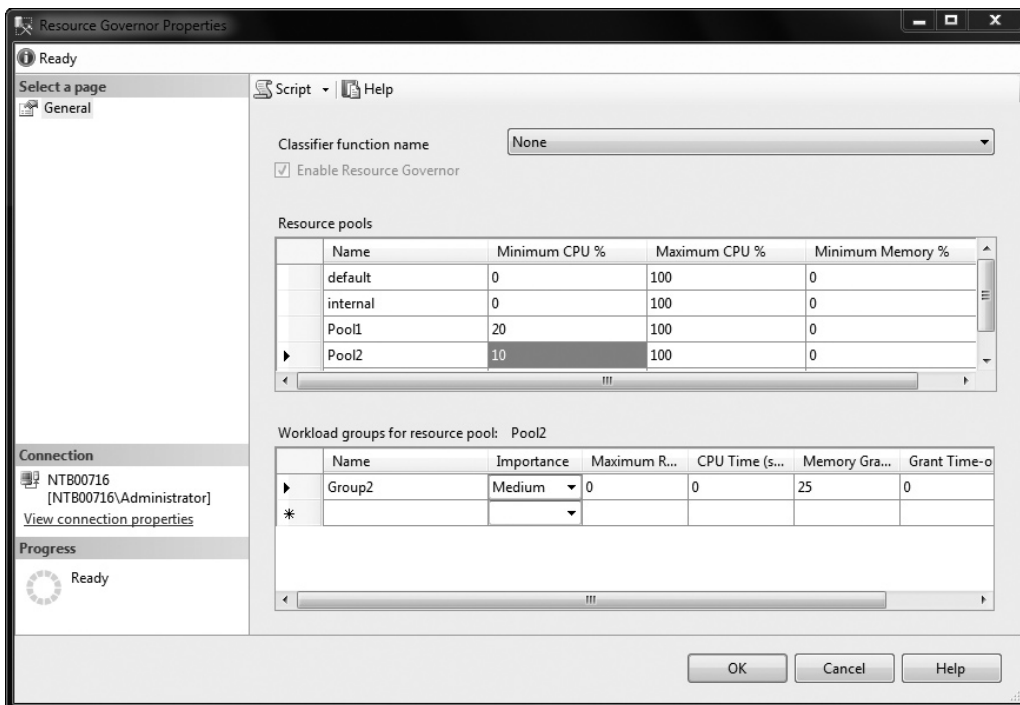 Resource Governor Properties
Ready
Select a page
General
Script
Help
Classifier function name
None
Enable Resource Governor
Resource pools
Name Minimum CPU % Maximum CPU % Minimum Memory %
default 0 100 0
internal 0 100 0
Pool1 20 100 0
Pool2 10 100 0
Workload groups for resource pool: Pool2
Name Importance Maximum R... CPU Time (s... Memory Gra... Grant Time-o
Group2 Medium 0 0 25 0
Connection
NTB00716
[NTB00716\Administrator]
View connection properties
Progress
Ready
OK Cancel Help